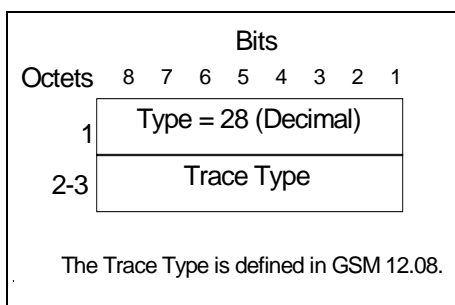 Bits
Octets 8 7 6 5 4 3 2 1
1 Type = 28 (Decimal)
2-3 Trace Type
The Trace Type is defined in GSM 12.08.